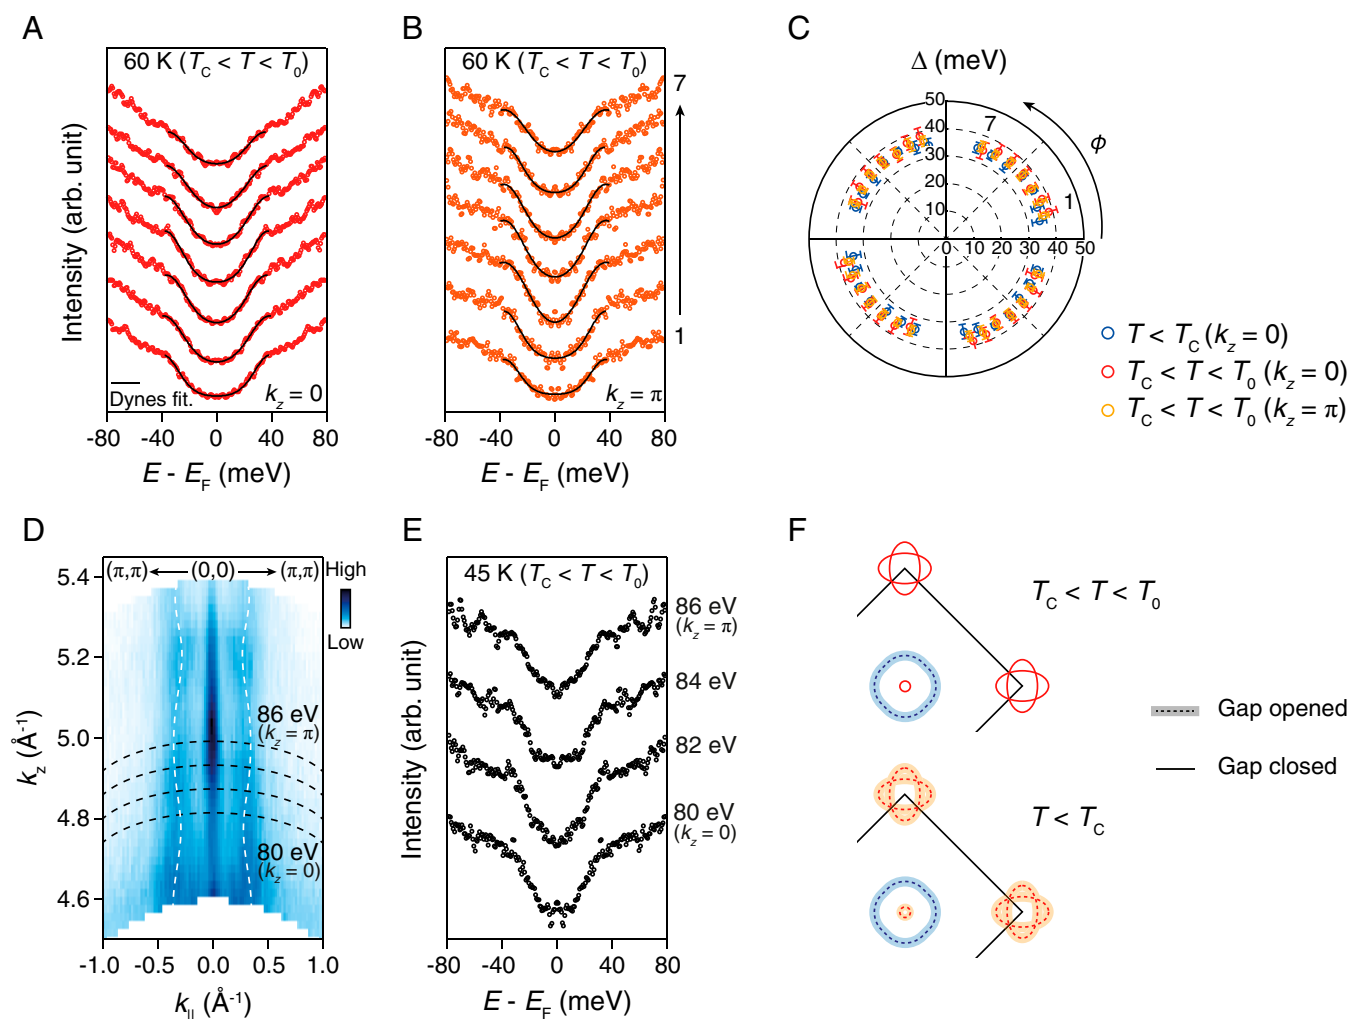 A
60 K (T_C < T < T_0)
Intensity (arb. unit)
Dynes fit.
k_z = 0
-80 -40 0 40 80
E - E_F (meV)
B
60 K (T_C < T < T_0)
7
1
k_z = π
-80 -40 0 40 80
E - E_F (meV)
C
Δ (meV)
50
40
30
20
10
0 10 20 30 40 50
7
1
ϕ
T < T_C (k_z = 0)
T_C < T < T_0 (k_z = 0)
T_C < T < T_0 (k_z = π)
D
(π,π) (0,0) (π,π)
High
Low
5.4
5.2
5.0
4.8
4.6
k_z (Å⁻¹)
86 eV
(k_z = π)
80 eV
(k_z = 0)
-1.0 -0.5 0.0 0.5 1.0
k_|| (Å⁻¹)
E
45 K (T_C < T < T_0)
Intensity (arb. unit)
86 eV
(k_z = π)
84 eV
82 eV
80 eV
(k_z = 0)
-80 -40 0 40 80
E - E_F (meV)
F
T_C < T < T_0
Gap opened
Gap closed
T < T_C